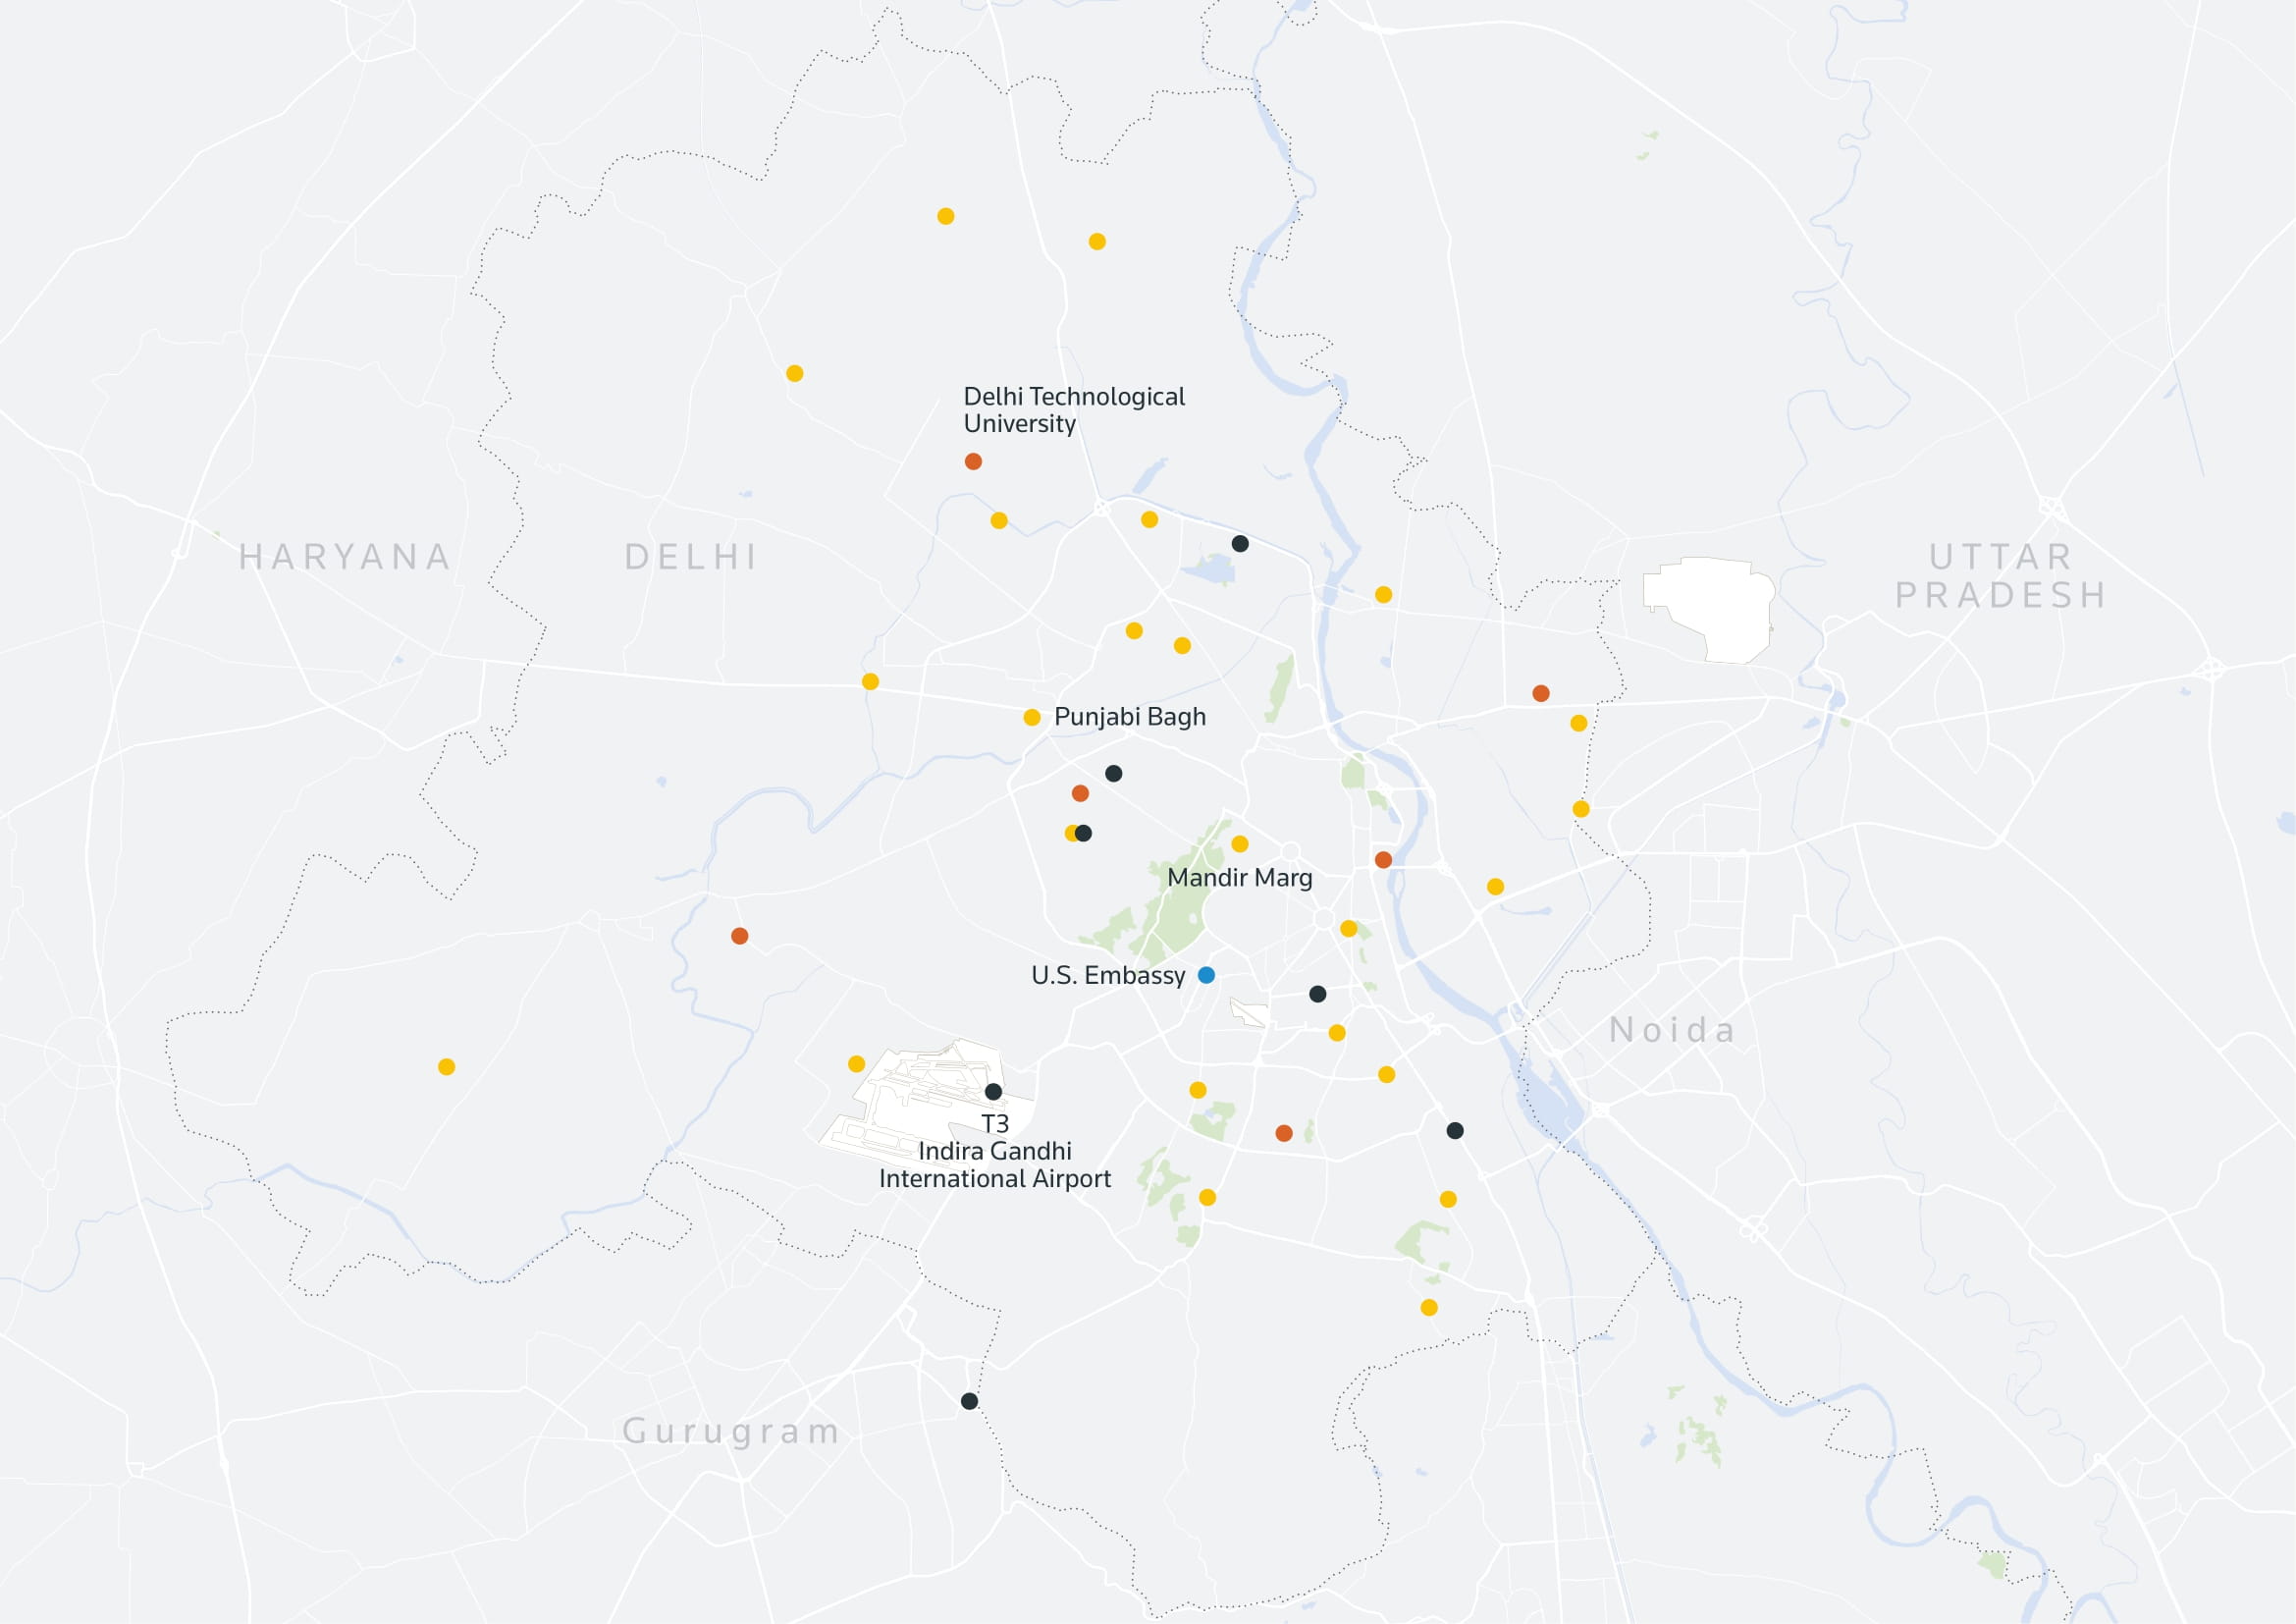 Delhi Technological
University
HARYANA
DELHI
UTTAR
PRADESH
Punjabi Bagh
Mandir Marg
U.S. Embassy
Noida
T3
Indira Gandhi
International Airport
Gurugram